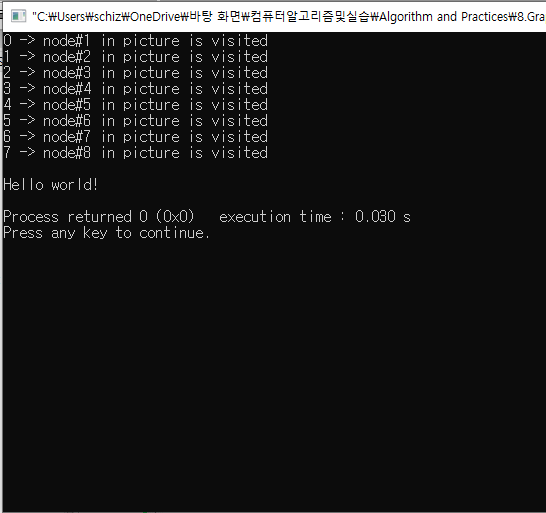 "C:\Users\schiz\OneDrive\바탕 화면\컴퓨터알고리즘및실습\Algorithm and Practices\8.Gra
0 -> node#1 in picture is visited
1 -> node#2 in picture is visited
2 -> node#3 in picture is visited
3 -> node#4 in picture is visited
4 -> node#5 in picture is visited
5 -> node#6 in picture is visited
6 -> node#7 in picture is visited
7 -> node#8 in picture is visited
Hello world!
Process returned 0 (0x0)   execution time : 0.030 s
Press any key to continue.